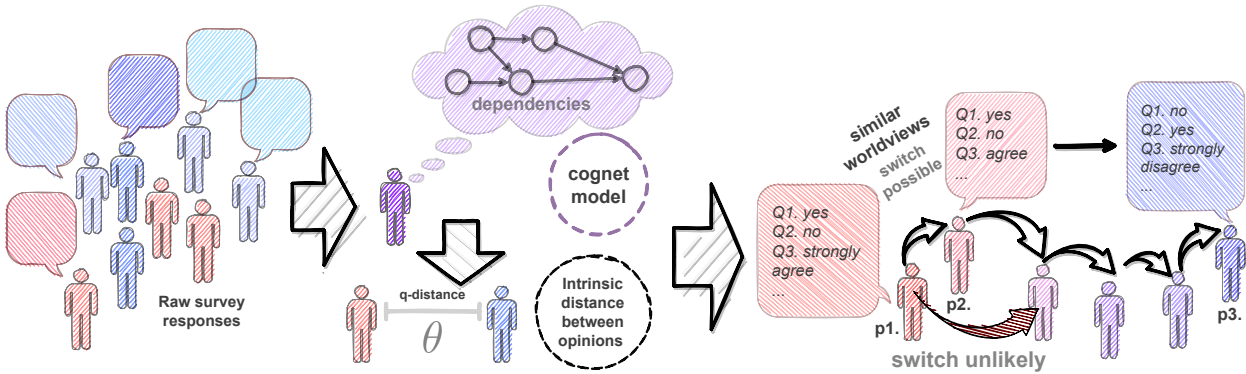 Raw survey
responses
dependencies
cognet
model
q-distance
θ
Intrinsic
distance
between
opinions
similar
worldviews
switch
possible
Q1. yes
Q2. no
Q3. strongly
agree
...
Q1. yes
Q2. no
Q3. agree
...
Q1. no
Q2. yes
Q3. strongly
disagree
...
p1.
p2.
p3.
switch unlikely